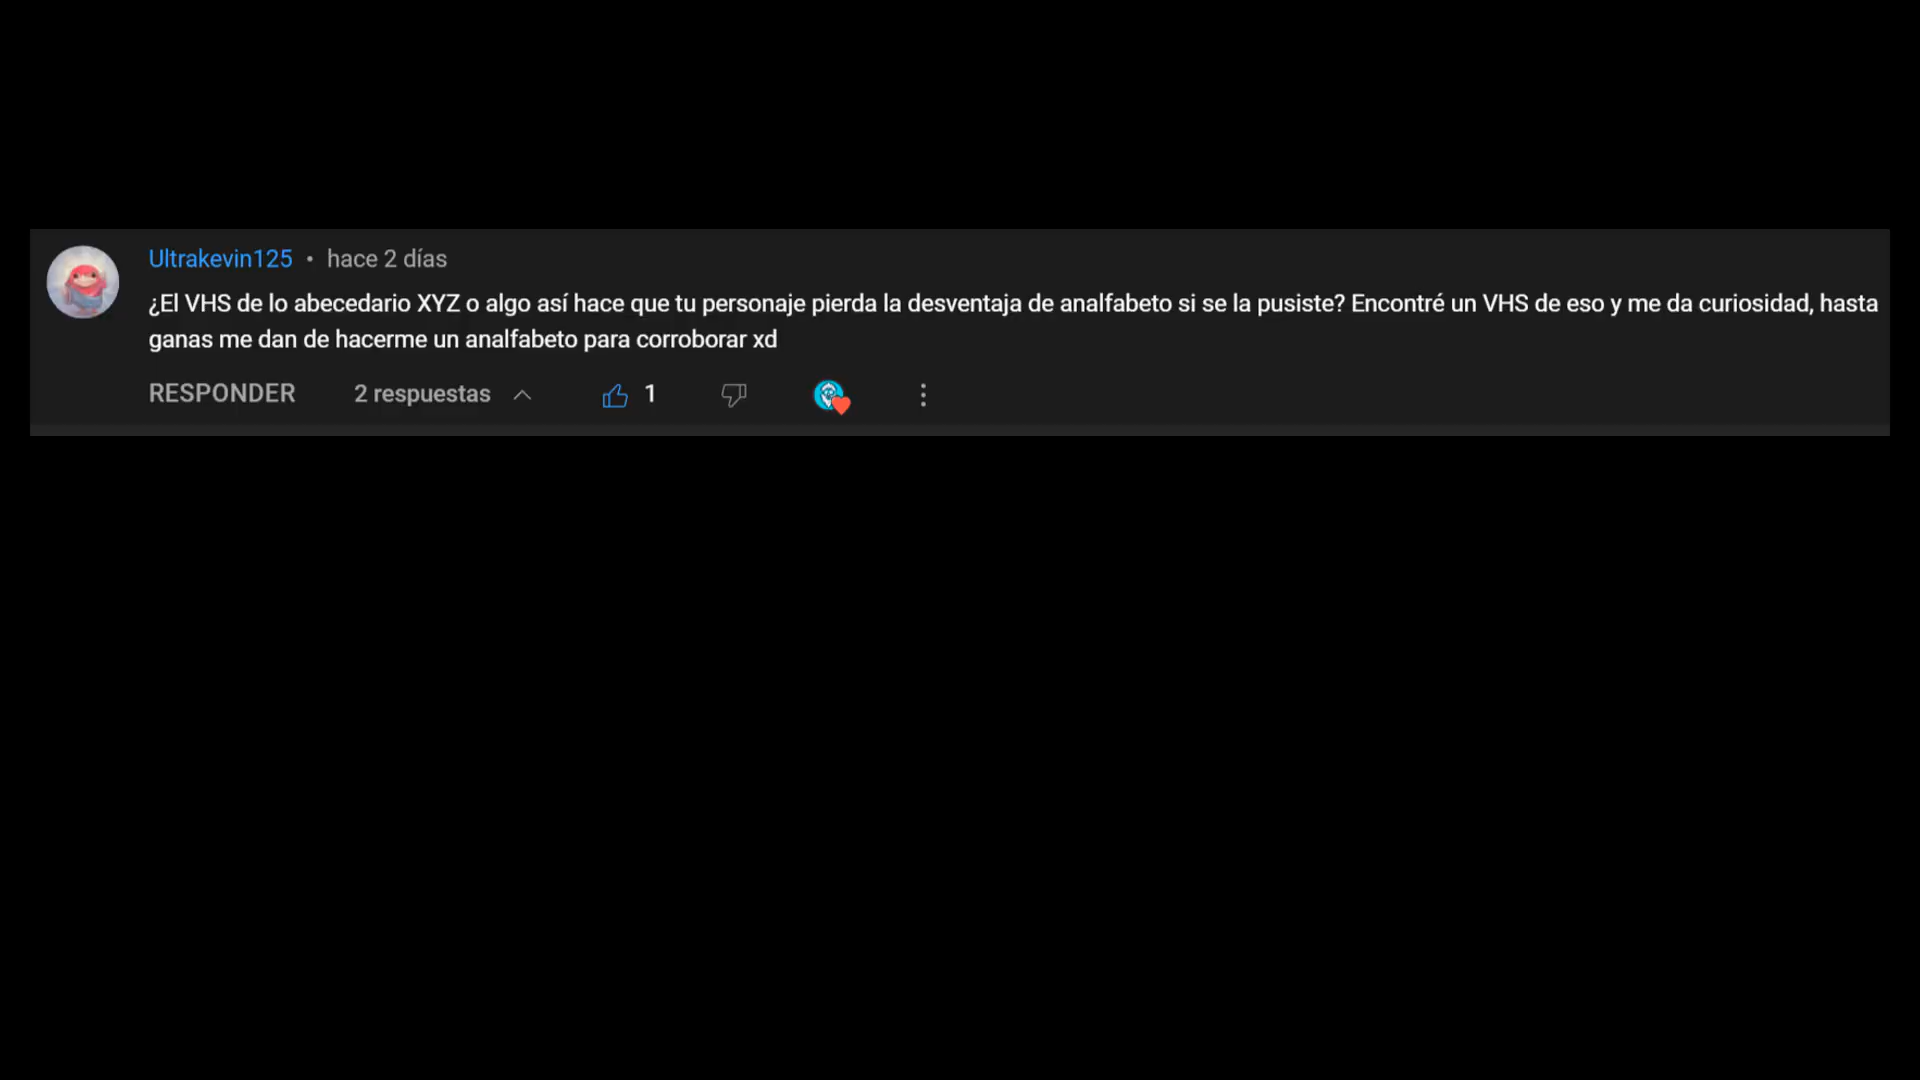 Ultrakevin125 • hace 2 días
¿El VHS de lo abecedario XYZ o algo así hace que tu personaje pierda la desventaja de analfabeto si se la pusiste? Encontré un VHS de eso y me da curiosidad, hasta
ganas me dan de hacerme un analfabeto para corroborar xd
RESPONDER 2 respuestas 1